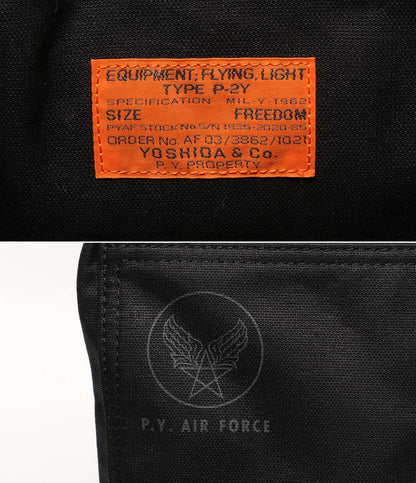 EQUIPMENT; FLYING, LIGHT
TYPE P-2Y
SPECIFICATION MIL-Y-1962
SIZE FREEDOM
PYAF STOCK No. S/N 1935-2020-85
ORDER No. AF 03/3862/1021
YOSHIDA & Co.
P.Y. PROPERTY
P.Y. AIR FORCE